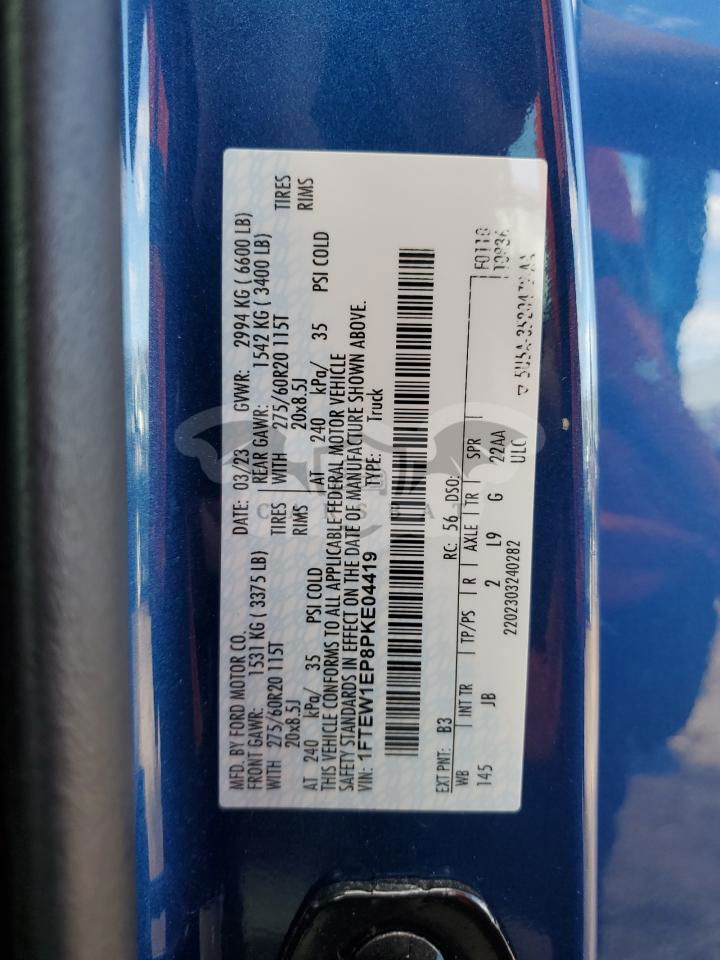 MFD. BY FORD MOTOR CO. DATE: 03/23 GVWR: 2994 KG ( 6600 LB)
FRONT GAWR: 1531 KG ( 3375 LB) REAR GAWR: 1542 KG ( 3400 LB)
WITH 275/60R20 115T TIRES WITH 275/60R20 115T TIRES
20x8.5J RIMS 20x8.5J RIMS
AT 240 kPa/ 35 PSI COLD AT 240 kPa/ 35 PSI COLD
THIS VEHICLE CONFORMS TO ALL APPLICABLE FEDERAL MOTOR VEHICLE
SAFETY STANDARDS IN EFFECT ON THE DATE OF MANUFACTURE SHOWN ABOVE.
VIN: 1FTEW1EP8PKE04419 TYPE: Truck
EXT PNT: B3 RC: 56 DSO:
WB INT TR TP/PS R AXLE TR SPR
145 JB 2 L9 G 22AA
2202303240282 ULC